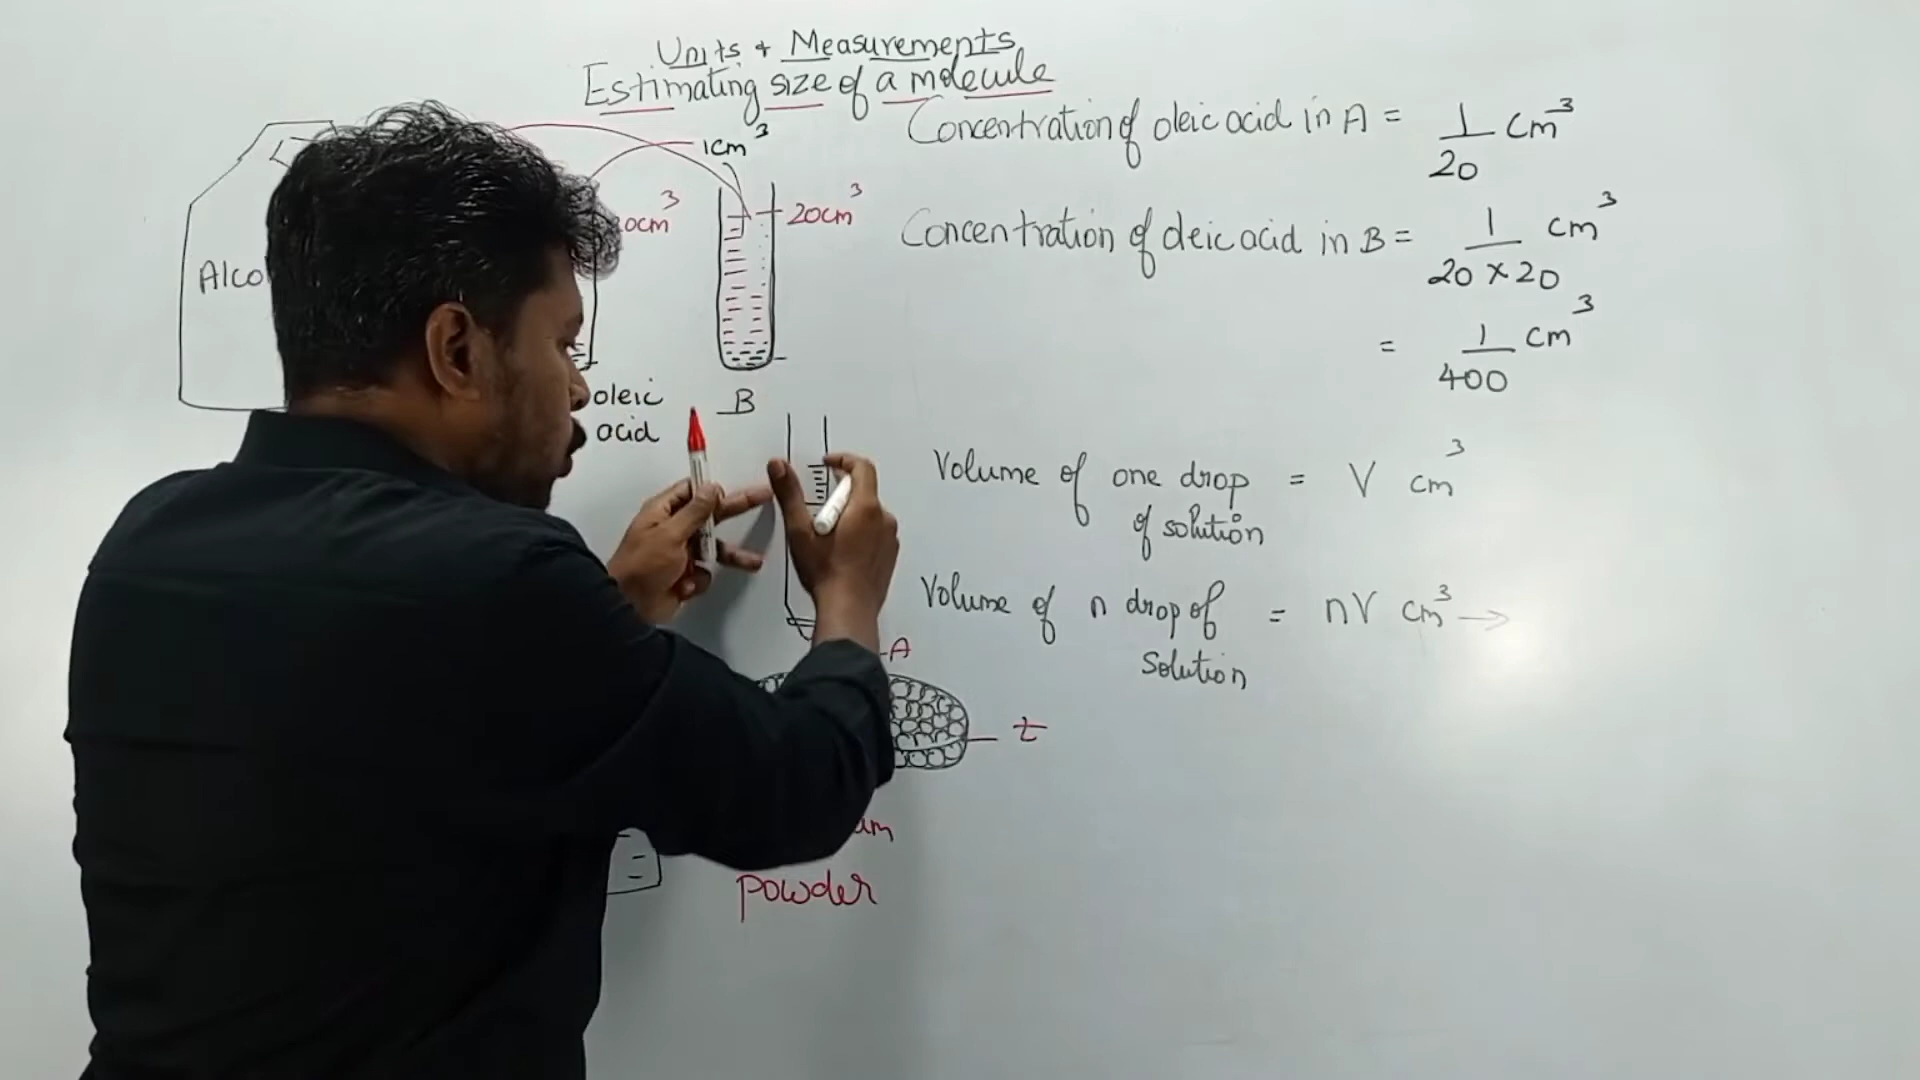 Units & Measurements
Estimating size of a molecule
1cm³
20cm³
Alco
oleic
acid
B
A
t
powder
Concentration of oleic acid in A = 1/20 cm³
Concentration of oleic acid in B = 1/20 × 20 cm³
= 1/400 cm³
Volume of one drop of solution = V cm³
Volume of n drop of solution = nV cm³ →